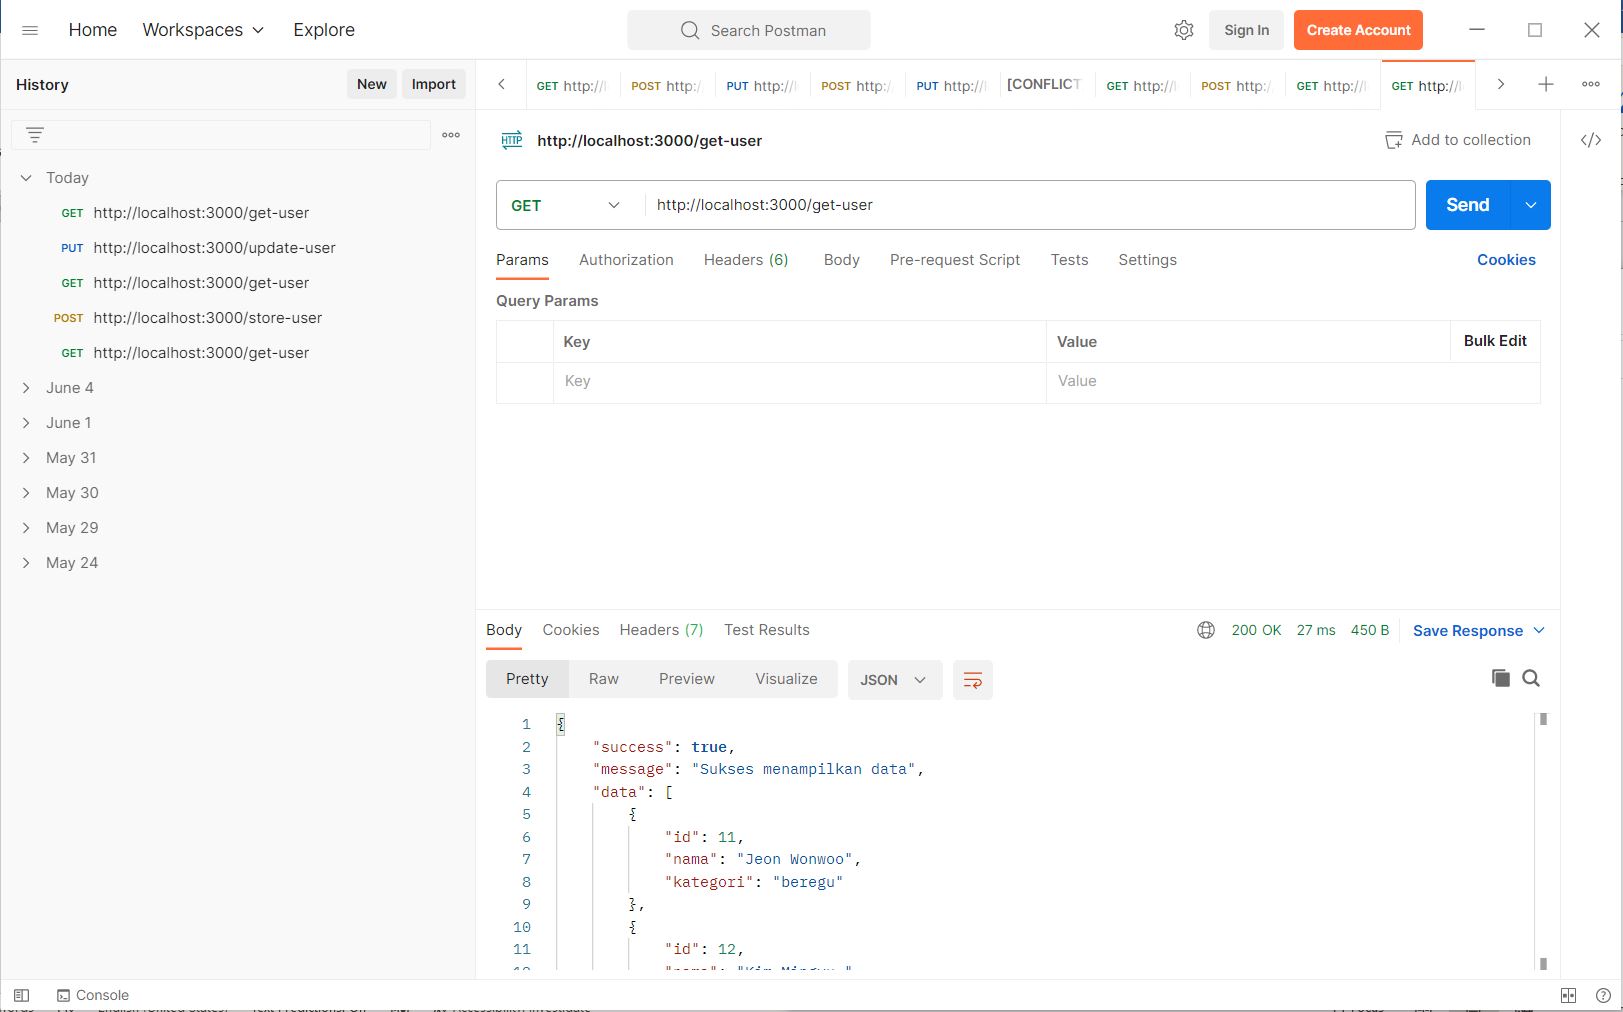 Home Workspaces Explore Search Postman Sign In Create Account
History New Import
GET http://l POST http:/ PUT http:// POST http:/ PUT http:// [CONFLICT GET http:// POST http:/ GET http:// GET http://l
HTTP http://localhost:3000/get-user Add to collection </>
Today
GET http://localhost:3000/get-user
PUT http://localhost:3000/update-user
GET http://localhost:3000/get-user
POST http://localhost:3000/store-user
GET http://localhost:3000/get-user
June 4
June 1
May 31
May 30
May 29
May 24
GET http://localhost:3000/get-user Send
Params Authorization Headers (6) Body Pre-request Script Tests Settings Cookies
Query Params
Key Value Bulk Edit
Key Value
Body Cookies Headers (7) Test Results 200 OK 27 ms 450 B Save Response
Pretty Raw Preview Visualize JSON
1 {
2 "success": true,
3 "message": "Sukses menampilkan data",
4 "data": [
5 {
6 "id": 11,
7 "nama": "Jeon Wonwoo",
8 "kategori": "beregu"
9 },
10 {
11 "id": 12,
Console